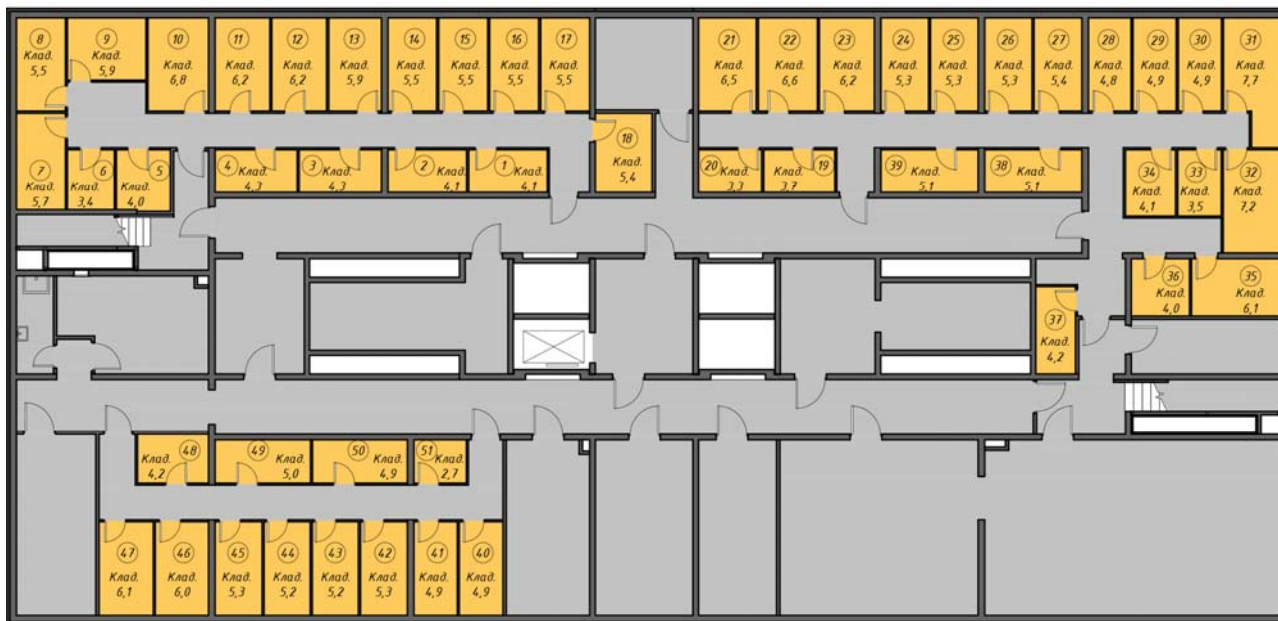 8
Клад.
5,5
9
Клад.
5,9
10
Клад.
6,8
11
Клад.
6,2
12
Клад.
6,2
13
Клад.
5,9
14
Клад.
5,5
15
Клад.
5,5
16
Клад.
5,5
17
Клад.
5,5
21
Клад.
6,5
22
Клад.
6,6
23
Клад.
6,2
24
Клад.
5,3
25
Клад.
5,3
26
Клад.
5,3
27
Клад.
5,4
28
Клад.
4,8
29
Клад.
4,9
30
Клад.
4,9
31
Клад.
7,7
7
Клад.
5,7
6
Клад.
3,4
5
Клад.
4,0
4
Клад.
4,3
3
Клад.
4,3
2
Клад.
4,1
1
Клад.
4,1
18
Клад.
5,4
20
Клад.
3,3
19
Клад.
3,7
39
Клад.
5,1
38
Клад.
5,1
34
Клад.
4,1
33
Клад.
3,5
32
Клад.
7,2
37
Клад.
4,2
36
Клад.
4,0
35
Клад.
6,1
48
Клад.
4,2
49
Клад.
5,0
50
Клад.
4,9
51
Клад.
2,7
47
Клад.
6,1
46
Клад.
6,0
45
Клад.
5,3
44
Клад.
5,2
43
Клад.
5,2
42
Клад.
5,3
41
Клад.
4,9
40
Клад.
4,9